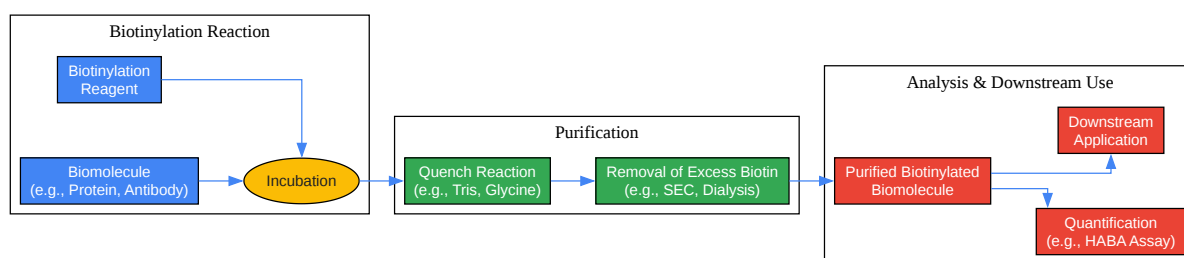 Biotinylation Reaction
Biotinylation
Reagent
Biomolecule
(e.g., Protein, Antibody)
Incubation
Purification
Quench Reaction
(e.g., Tris, Glycine)
Removal of Excess Biotin
(e.g., SEC, Dialysis)
Analysis & Downstream Use
Purified Biotinylated
Biomolecule
Downstream
Application
Quantification
(e.g., HABA Assay)